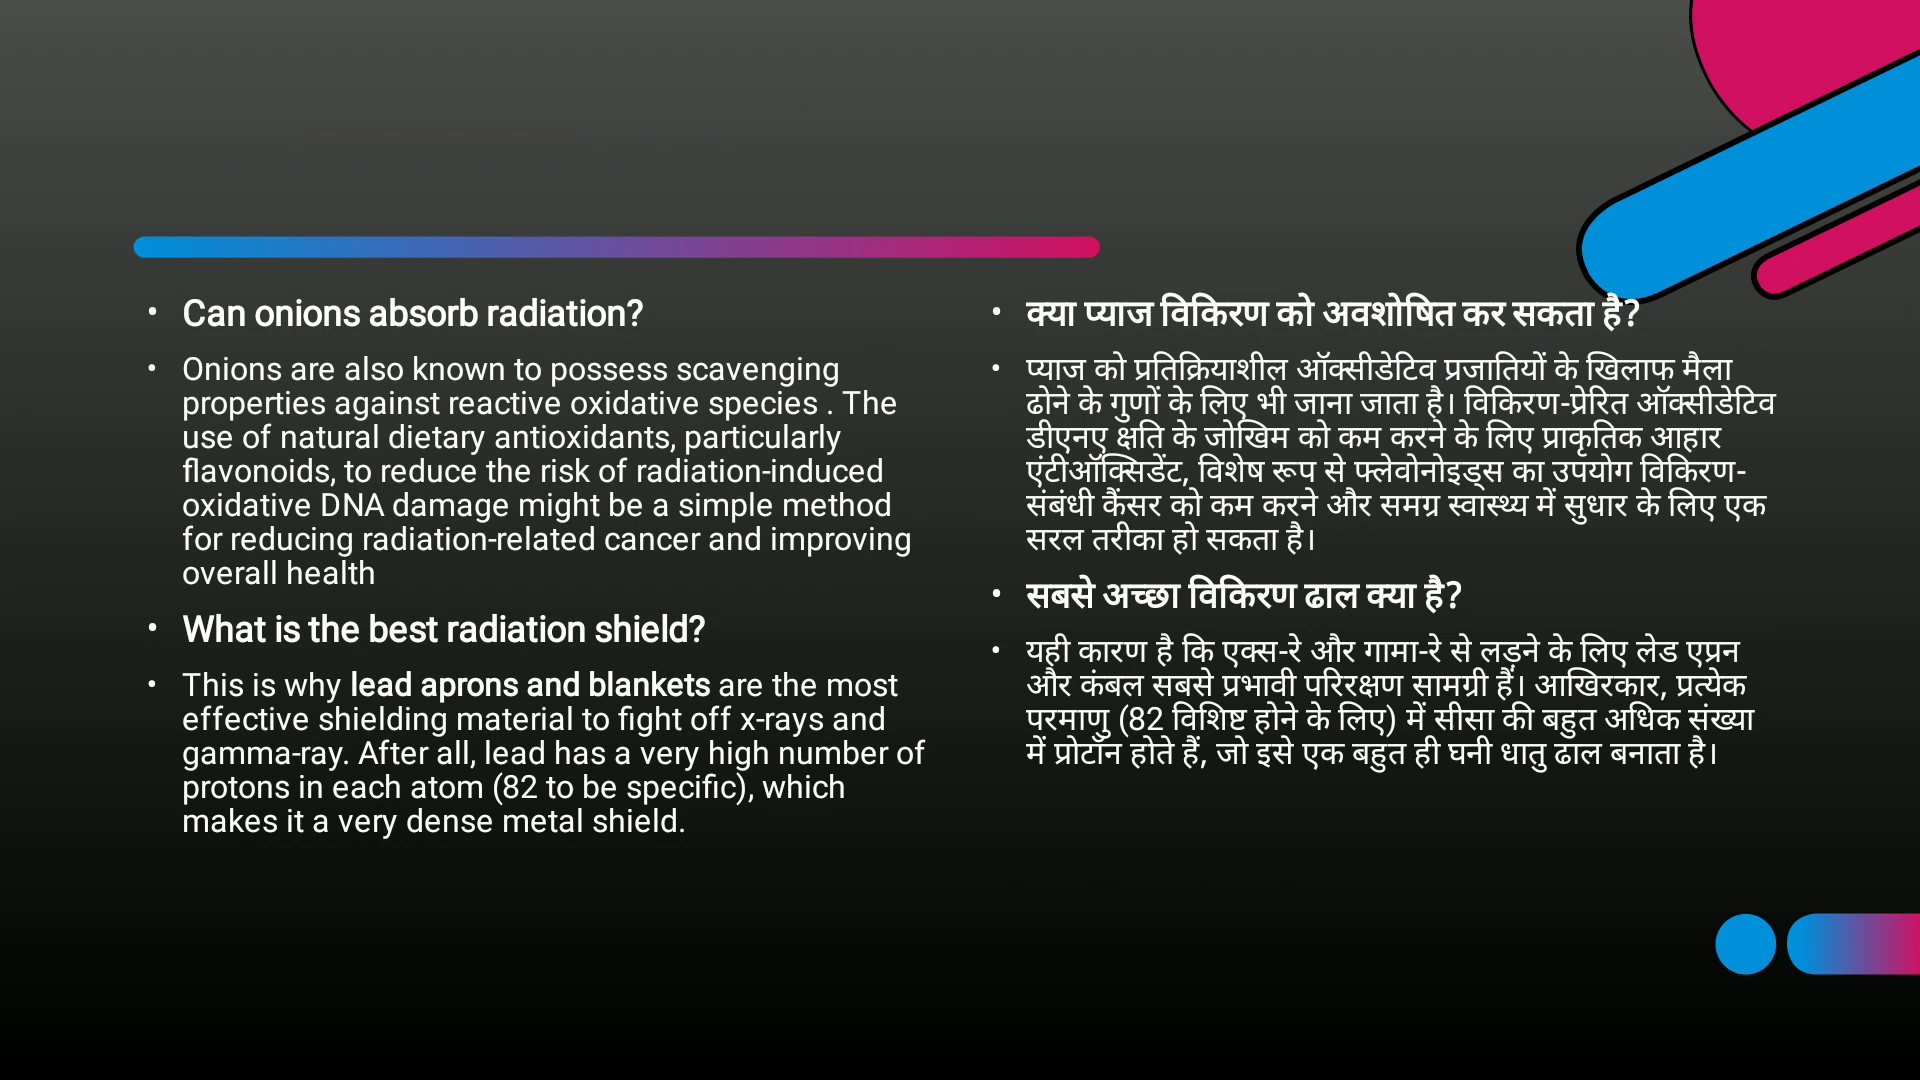 Can onions absorb radiation?
Onions are also known to possess scavenging
properties against reactive oxidative species . The
use of natural dietary antioxidants, particularly
flavonoids, to reduce the risk of radiation-induced
oxidative DNA damage might be a simple method
for reducing radiation-related cancer and improving
overall health
What is the best radiation shield?
This is why lead aprons and blankets are the most
effective shielding material to fight off x-rays and
gamma-ray. After all, lead has a very high number of
protons in each atom (82 to be specific), which
makes it a very dense metal shield.
क्या प्याज विकिरण को अवशोषित कर सकता है?
प्याज को प्रतिक्रियाशील ऑक्सीडेटिव प्रजातियों के खिलाफ मैला
ढोने के गुणों के लिए भी जाना जाता है। विकिरण-प्रेरित ऑक्सीडेटिव
डीएनए क्षति के जोखिम को कम करने के लिए प्राकृतिक आहार
एंटीऑक्सिडेंट, विशेष रूप से फ्लेवोनोइड्स का उपयोग विकिरण-
संबंधी कैंसर को कम करने और समग्र स्वास्थ्य में सुधार के लिए एक
सरल तरीका हो सकता है।
सबसे अच्छा विकिरण ढाल क्या है?
यही कारण है कि एक्स-रे और गामा-रे से लड़ने के लिए लेड एप्रन
और कंबल सबसे प्रभावी परिरक्षण सामग्री हैं। आखिरकार, प्रत्येक
परमाणु (82 विशिष्ट होने के लिए) में सीसा की बहुत अधिक संख्या
में प्रोटॉन होते हैं, जो इसे एक बहुत ही घनी धातु ढाल बनाता है।